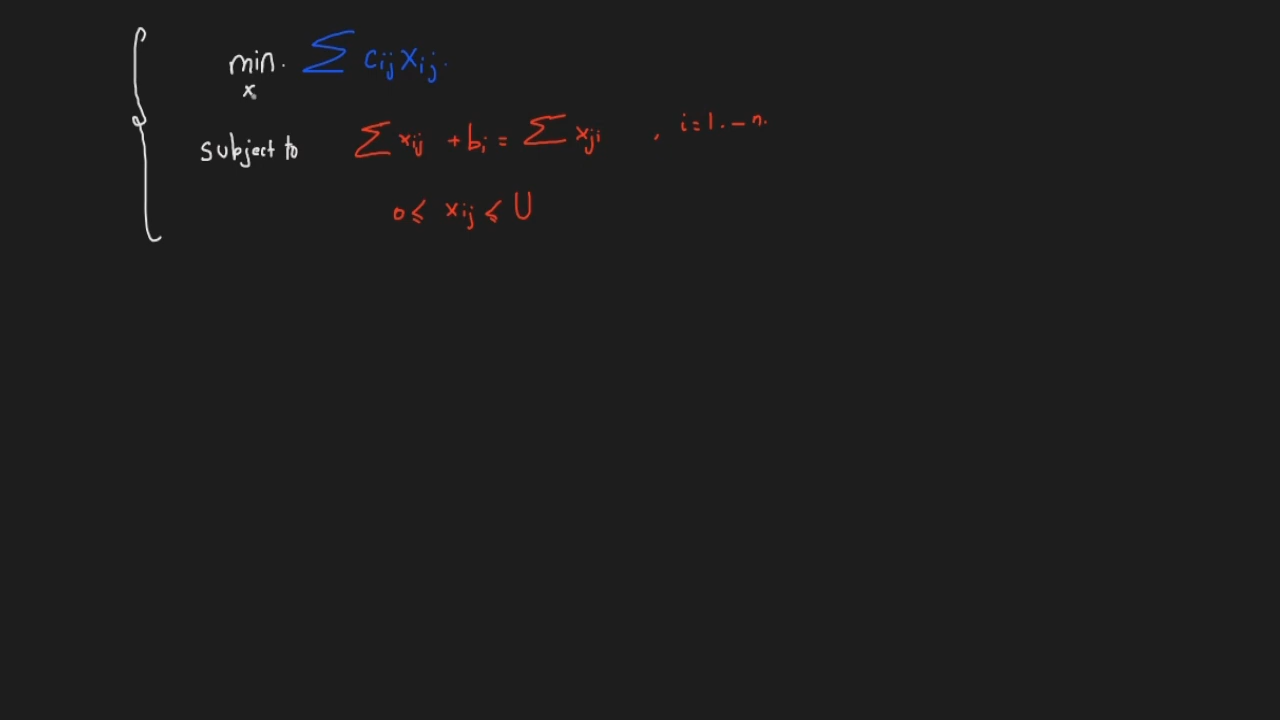 min. ∑ cij xij.
x
subject to ∑ xij + bi = ∑ xji , i=1.-n.
0≤ xij ≤ U